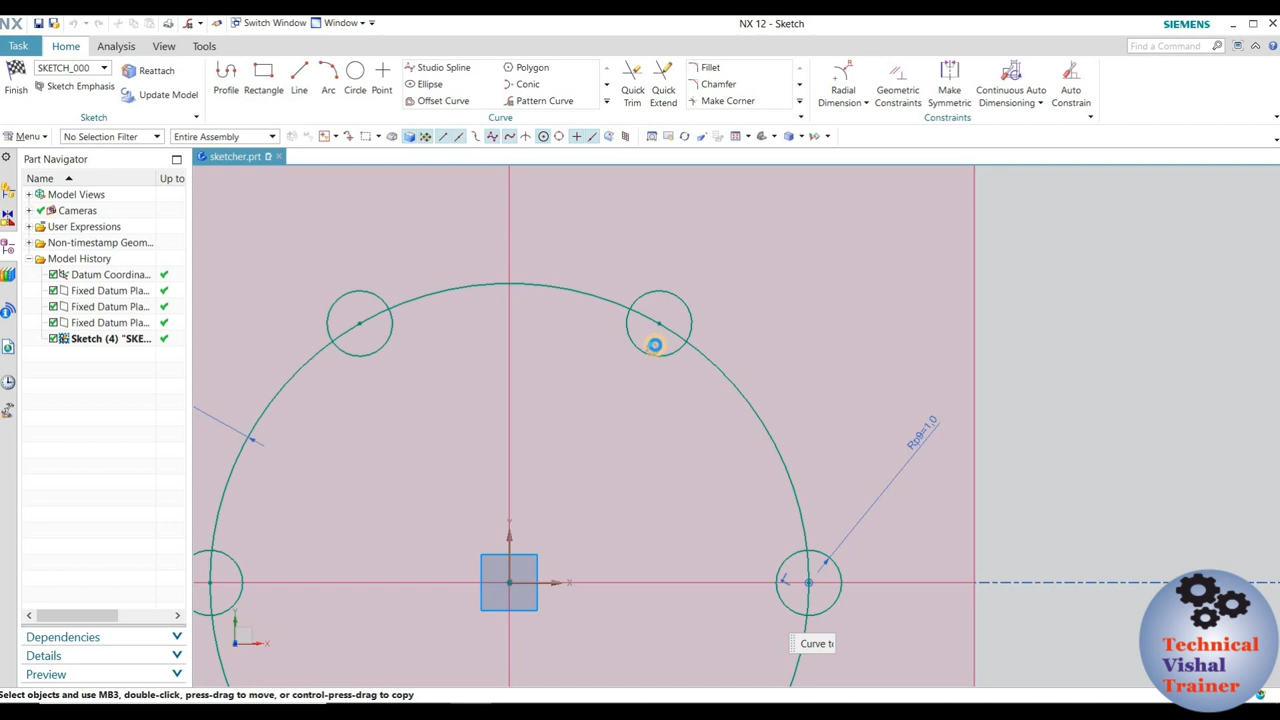 NX
Switch Window
Window
NX 12 - Sketch
SIEMENS
Task
Home
Analysis
View
Tools
Find a Command
Finish
SKETCH_000
Sketch Emphasis
Reattach
Update Model
Sketch
Profile
Rectangle
Line
Arc
Circle
Point
Studio Spline
Ellipse
Offset Curve
Polygon
Conic
Pattern Curve
Quick Trim
Quick Extend
Fillet
Chamfer
Make Corner
Curve
Radial Dimension
Geometric Constraints
Make Symmetric
Continuous Auto Dimensioning
Auto Constrain
Constraints
Menu
No Selection Filter
Entire Assembly
Part Navigator
sketcher.prt
Name
Up to
Model Views
Cameras
User Expressions
Non-timestamp Geom...
Model History
Datum Coordina...
Fixed Datum Pla...
Fixed Datum Pla...
Fixed Datum Pla...
Sketch (4) "SKE...
Rp9=1,0
Y
X
Y
X
Curve t
Dependencies
Details
Preview
Select objects and use MB3, double-click, press-drag to move, or control-press-drag to copy
Technical
Vishal
Trainer